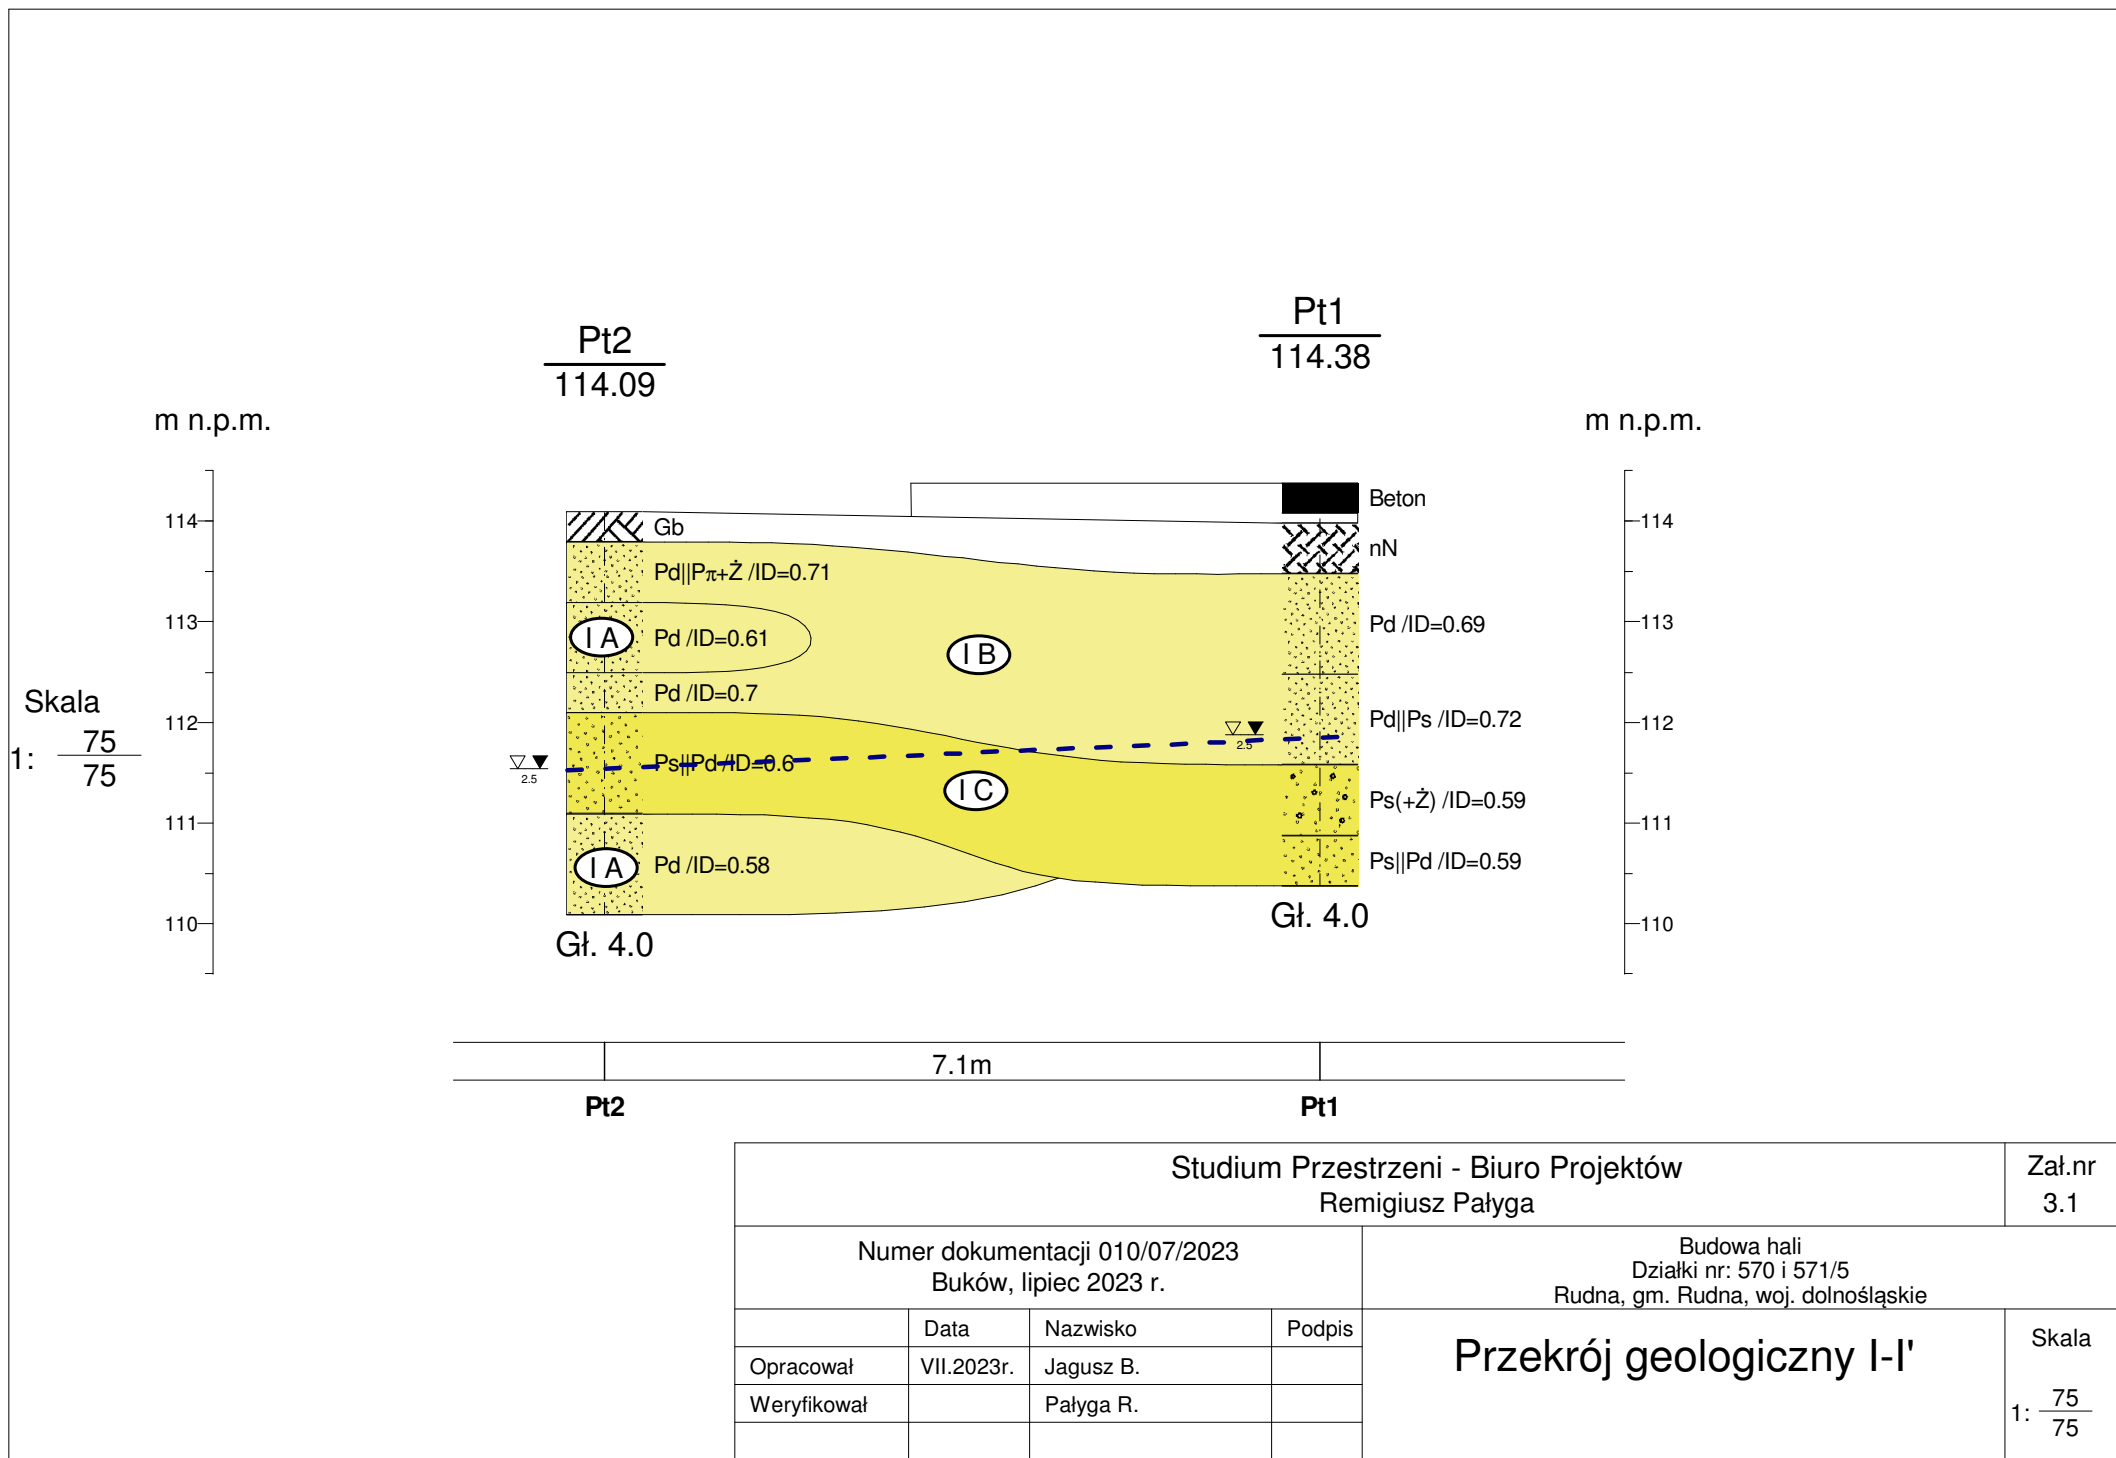 Pt2
114.09
Pt1
114.38
m n.p.m.
m n.p.m.
114
113
112
111
110
114
113
112
111
110
Skala
1: 75
75
Gb
Pd||Pπ+Ż /ID=0.71
I A
Pd /ID=0.61
Pd /ID=0.7
2.5
Ps||Pd /ID=0.6
I A
Pd /ID=0.58
Gł. 4.0
I B
I C
Beton
nN
Pd /ID=0.69
2.5
Pd||Ps /ID=0.72
Ps(+Ż) /ID=0.59
Ps||Pd /ID=0.59
Gł. 4.0
7.1m
Pt2
Pt1
Studium Przestrzeni - Biuro Projektów
Remigiusz Pałyga
Zał.nr
3.1
Numer dokumentacji 010/07/2023
Buków, lipiec 2023 r.
Budowa hali
Działki nr: 570 i 571/5
Rudna, gm. Rudna, woj. dolnośląskie
Data Nazwisko Podpis
Opracował VII.2023r. Jagusz B.
Weryfikował Pałyga R.
Przekrój geologiczny I-I'
Skala
1: 75
75